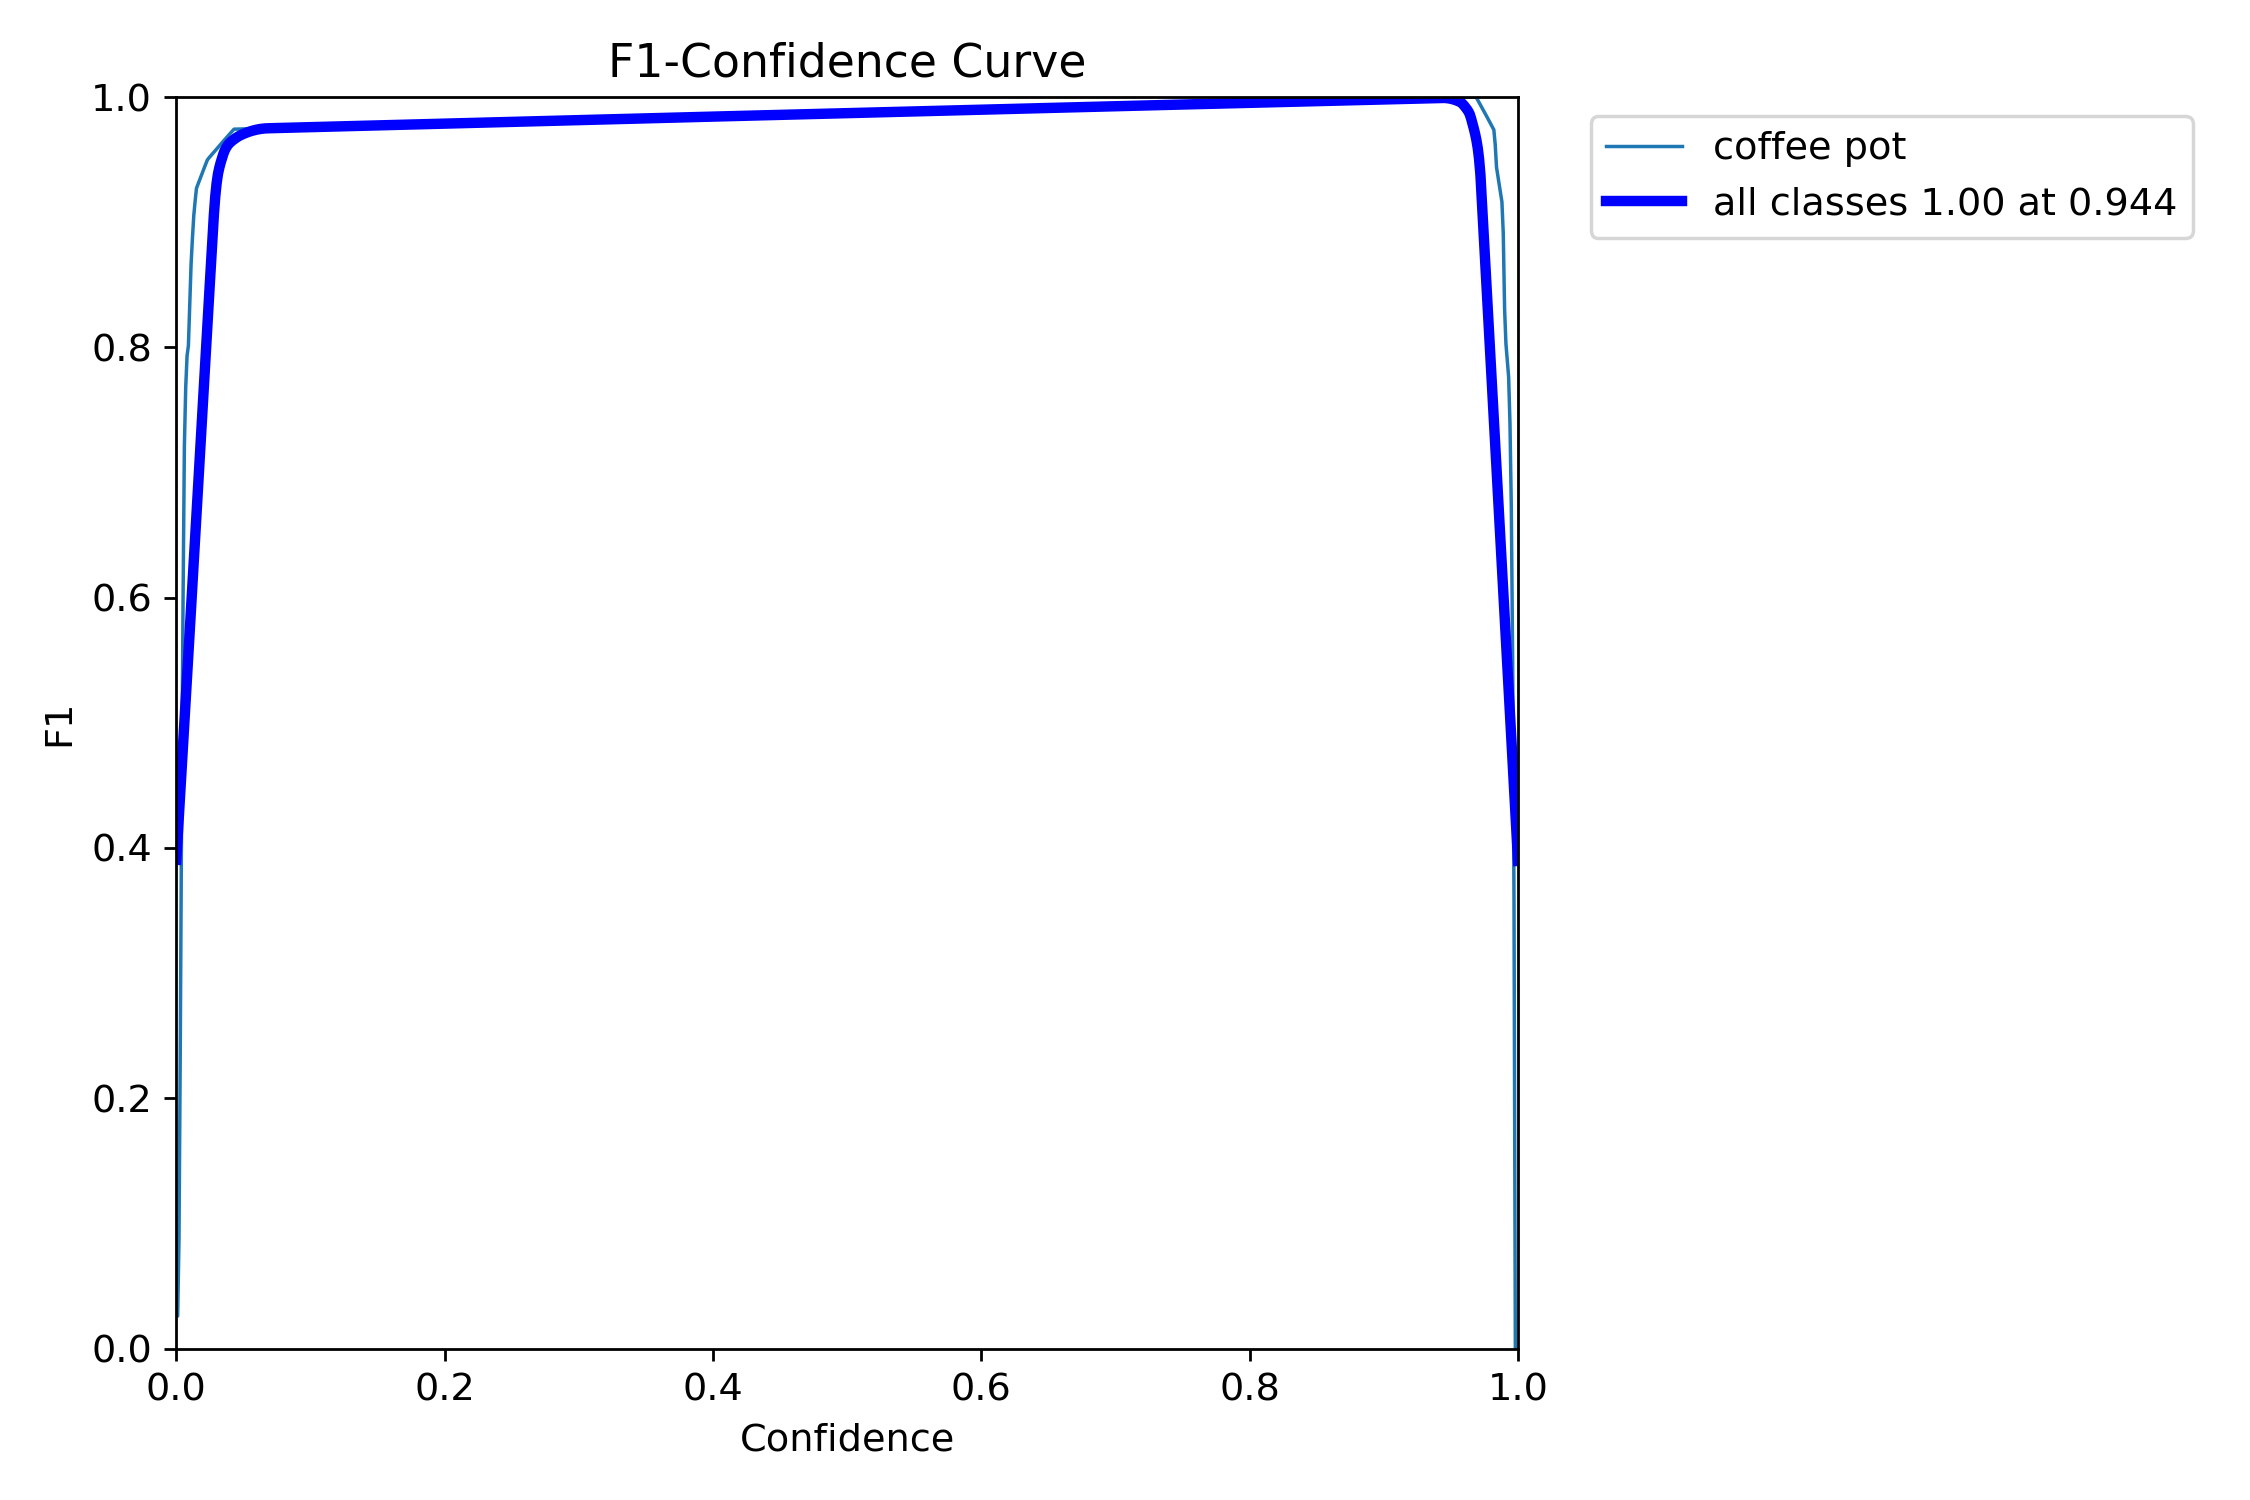 F1-Confidence Curve
coffee pot
all classes 1.00 at 0.944
1.0
0.8
0.6
0.4
0.2
0.0
F1
0.0 0.2 0.4 0.6 0.8 1.0
Confidence